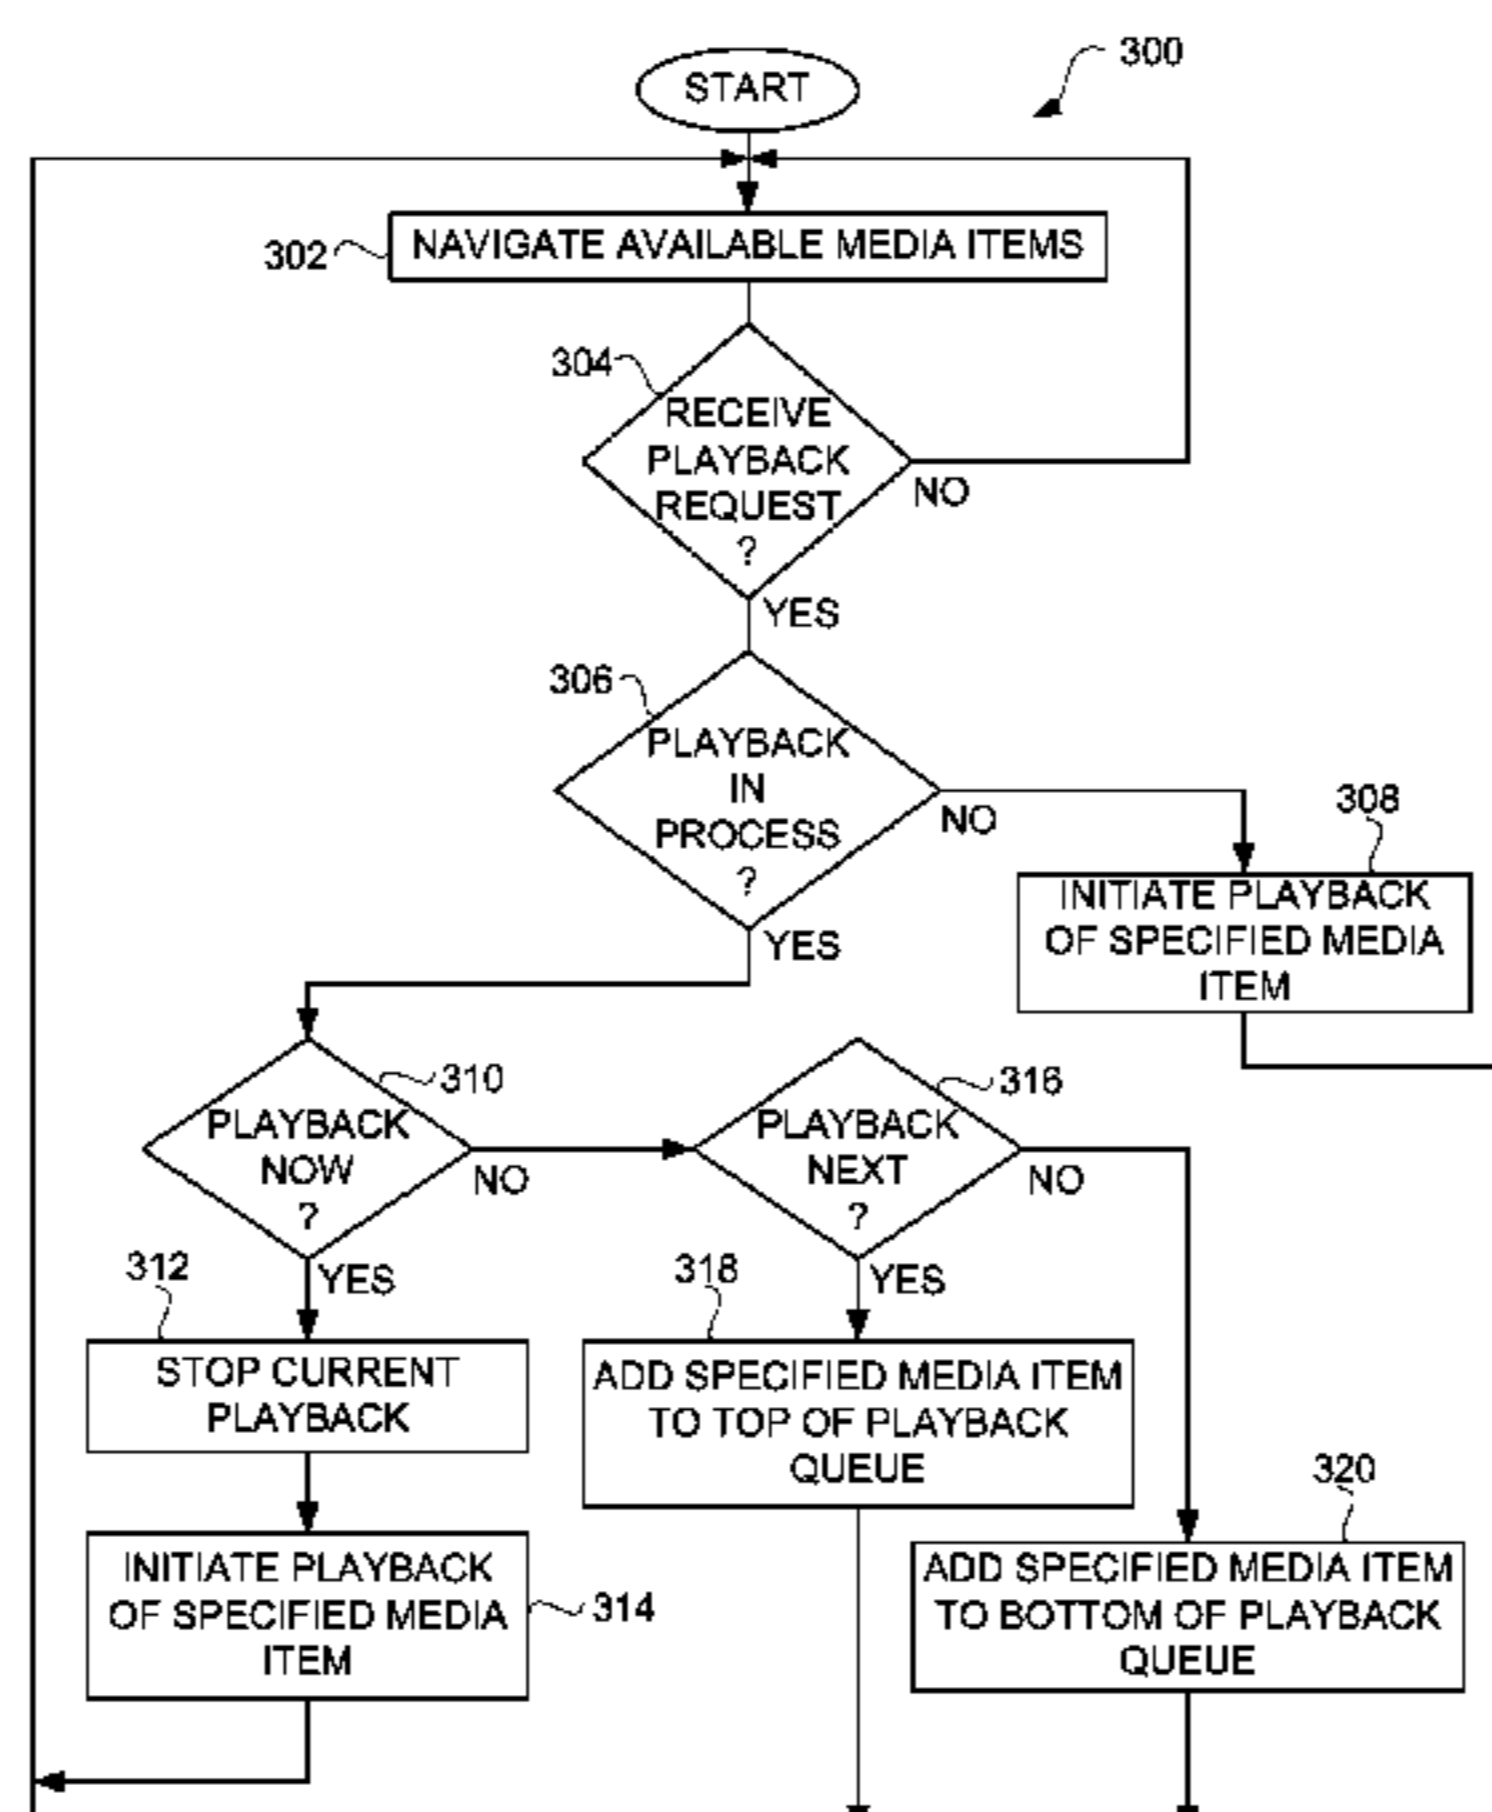 START
300
302
NAVIGATE AVAILABLE MEDIA ITEMS
304
RECEIVE
PLAYBACK
REQUEST
?
NO
YES
306
PLAYBACK
IN
PROCESS
?
NO
YES
308
INITIATE PLAYBACK
OF SPECIFIED MEDIA
ITEM
310
PLAYBACK
NOW
?
NO
YES
316
PLAYBACK
NEXT
?
NO
YES
312
STOP CURRENT
PLAYBACK
318
ADD SPECIFIED MEDIA ITEM
TO TOP OF PLAYBACK
QUEUE
314
INITIATE PLAYBACK
OF SPECIFIED MEDIA
ITEM
320
ADD SPECIFIED MEDIA ITEM
TO BOTTOM OF PLAYBACK
QUEUE